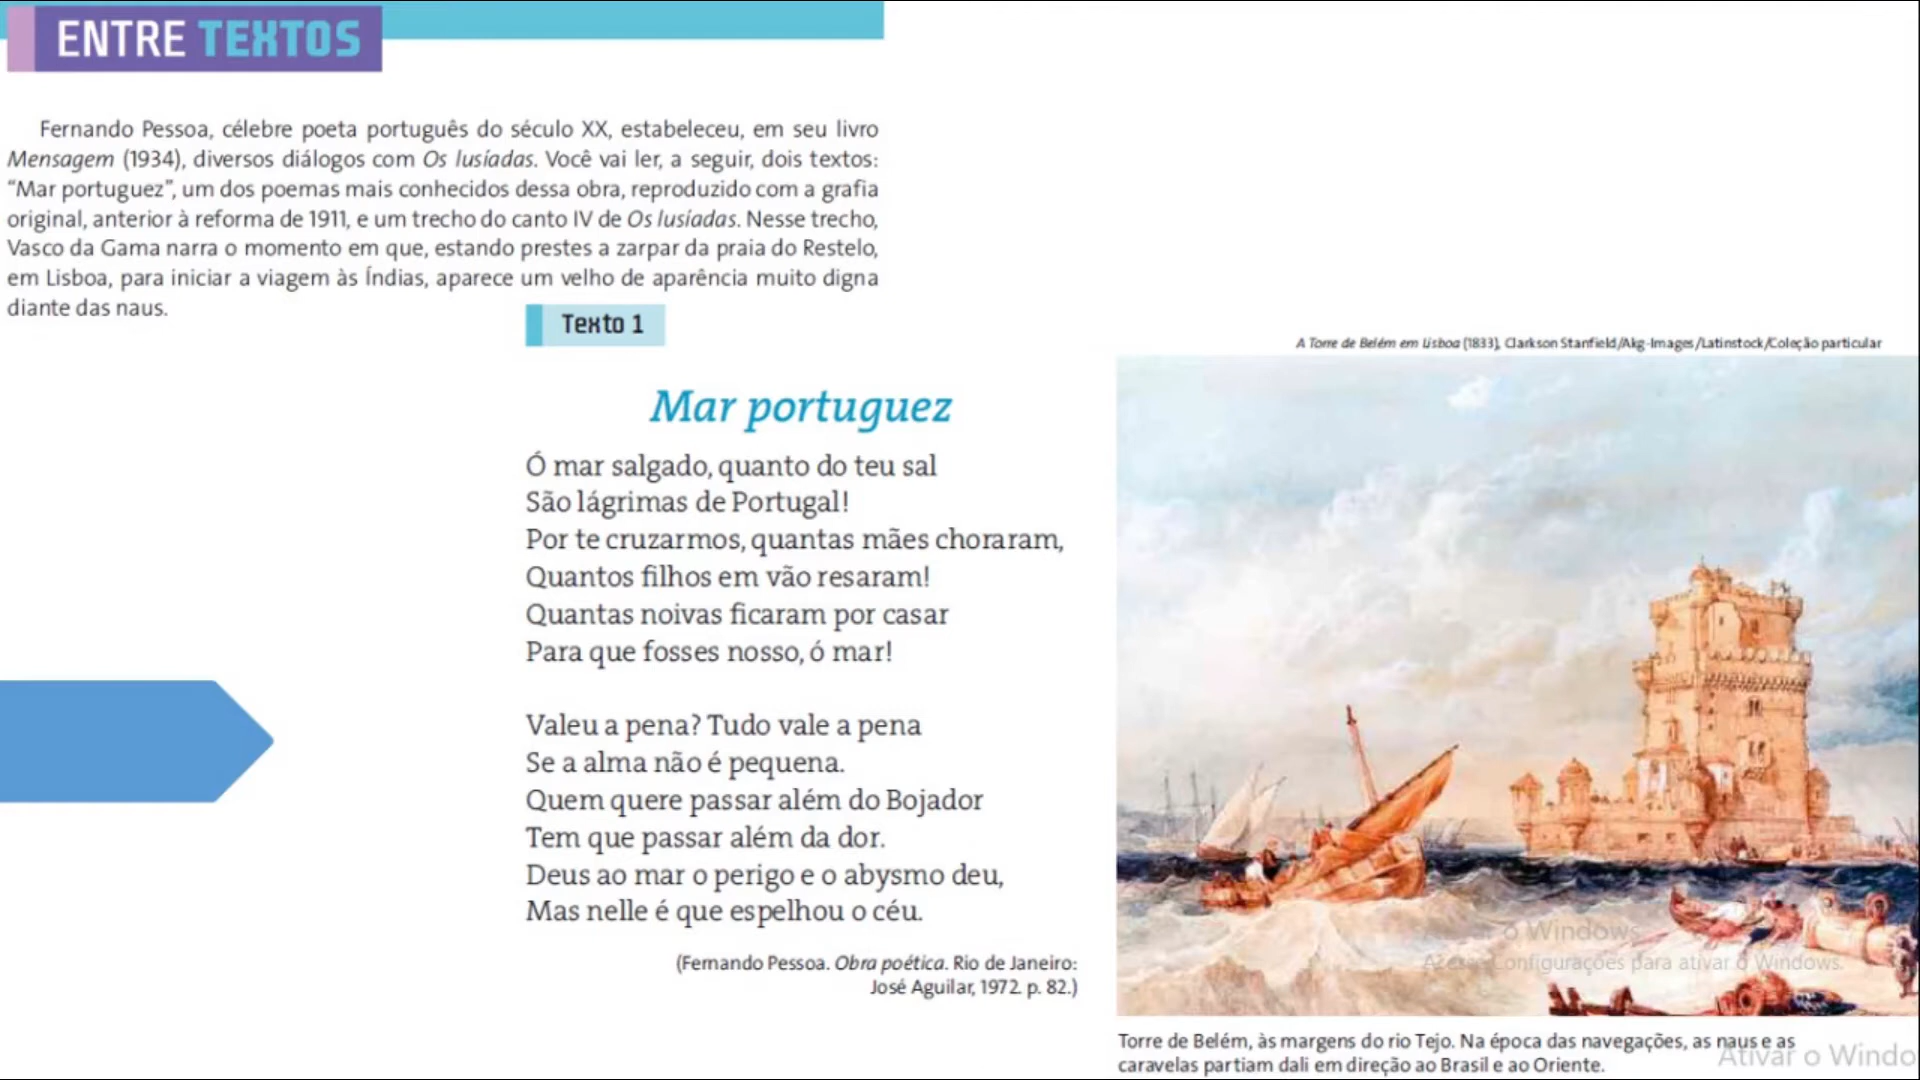 ENTRE TEXTOS
Fernando Pessoa, célebre poeta português do século XX, estabeleceu, em seu livro
Mensagem (1934), diversos diálogos com Os lusíadas. Você vai ler, a seguir, dois textos:
“Mar portuguez”, um dos poemas mais conhecidos dessa obra, reproduzido com a grafia
original, anterior à reforma de 1911, e um trecho do canto IV de Os lusíadas. Nesse trecho,
Vasco da Gama narra o momento em que, estando prestes a zarpar da praia do Restelo,
em Lisboa, para iniciar a viagem às Índias, aparece um velho de aparência muito digna
diante das naus.
Texto 1
Mar portuguez
Ó mar salgado, quanto do teu sal
São lágrimas de Portugal!
Por te cruzarmos, quantas mães choraram,
Quantos filhos em vão resaram!
Quantas noivas ficaram por casar
Para que fosses nosso, ó mar!
Valeu a pena? Tudo vale a pena
Se a alma não é pequena.
Quem quere passar além do Bojador
Tem que passar além da dor.
Deus ao mar o perigo e o abysmo deu,
Mas nelle é que espelhou o céu.
(Fernando Pessoa. Obra poética. Rio de Janeiro:
José Aguilar, 1972. p. 82.)
A Torre de Belém em Lisboa (1833), Clarkson Stanfield/Akg-Images/Latinstock/Coleção particular
Ativar o Windows
Acesse Configurações para ativar o Windows.
Torre de Belém, às margens do rio Tejo. Na época das navegações, as naus e as
caravelas partiam dali em direção ao Brasil e ao Oriente.
Ativar o Windo